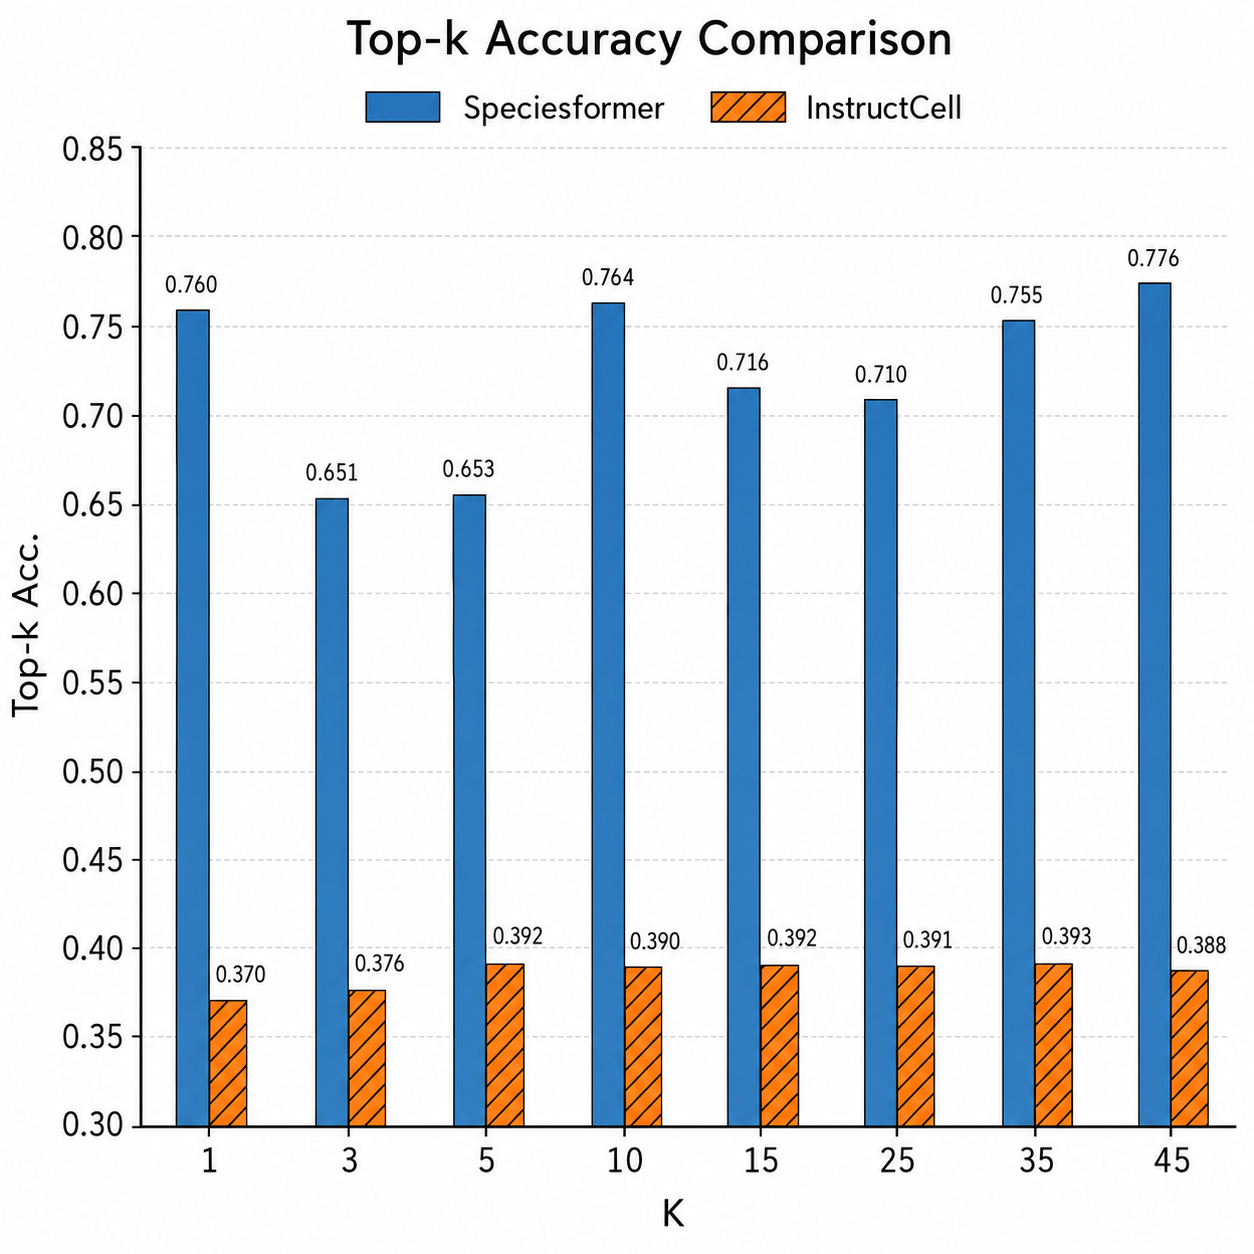 Top-k Accuracy Comparison
Speciesformer InstructCell
0.85
0.80
0.75
0.70
0.65
0.60
0.55
0.50
0.45
0.40
0.35
0.30
Top-k Acc.
0.760 0.651 0.653 0.764 0.716 0.710 0.755 0.776
0.370 0.376 0.392 0.390 0.392 0.391 0.393 0.388
1 3 5 10 15 25 35 45
K